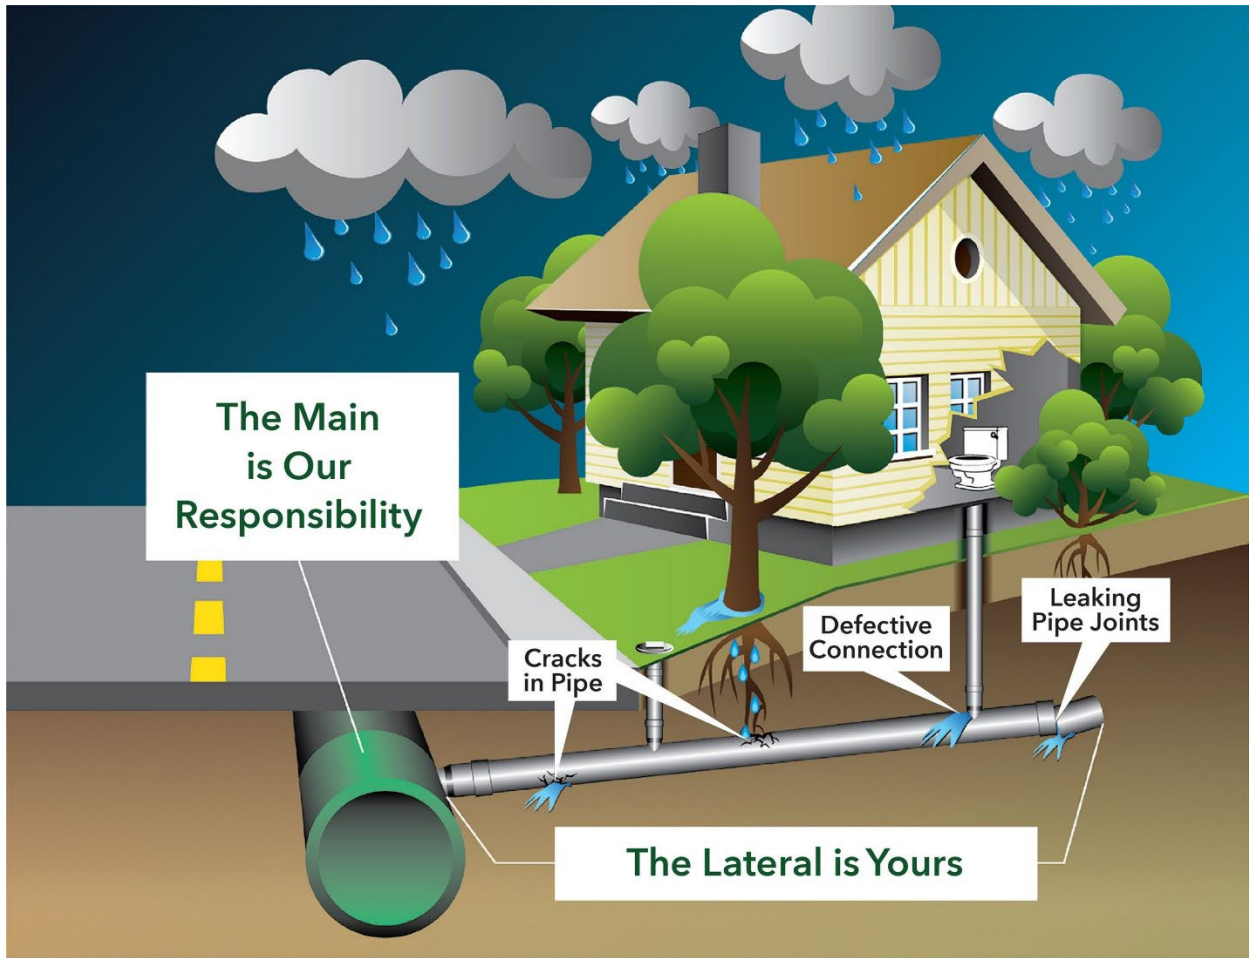 The Main
is Our
Responsibility
Cracks
in Pipe
Defective
Connection
Leaking
Pipe Joints
The Lateral is Yours